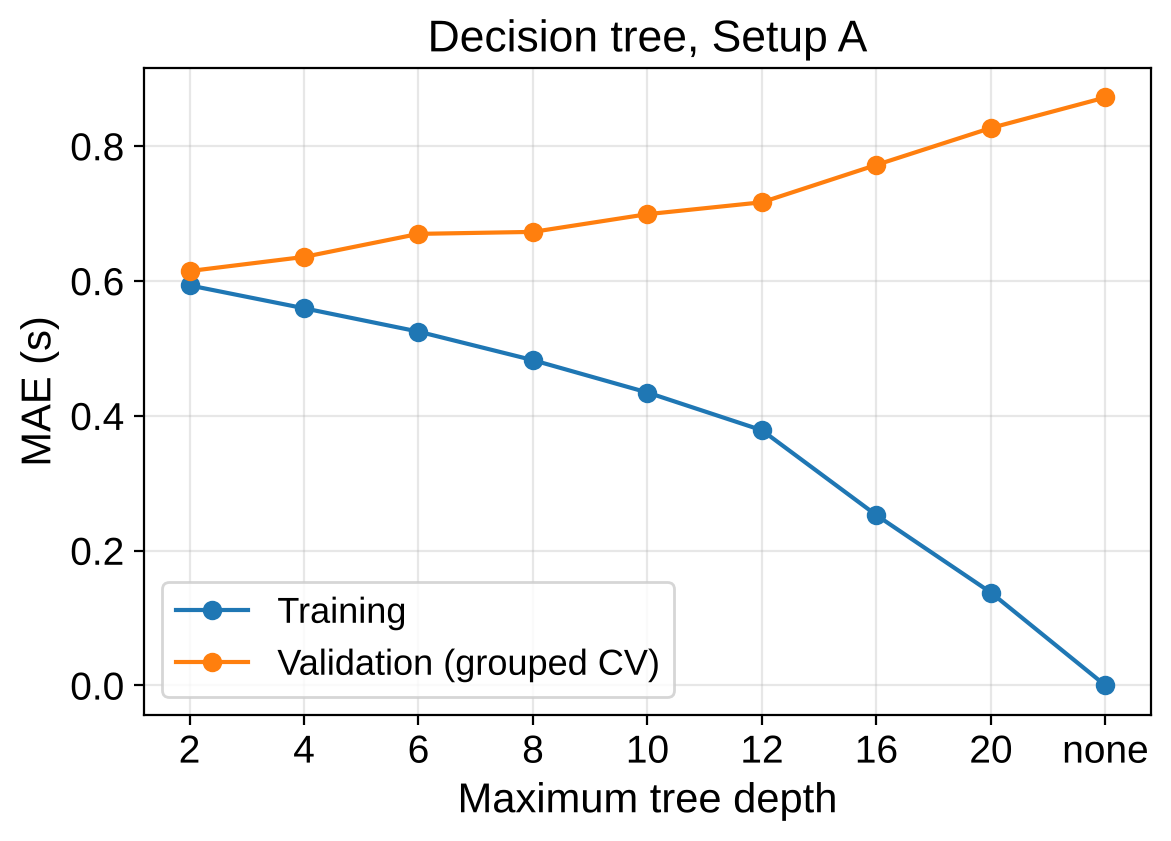 Decision tree, Setup A
MAE (s)
0.8
0.6
0.4
0.2
0.0
Training
Validation (grouped CV)
2 4 6 8 10 12 16 20 none
Maximum tree depth